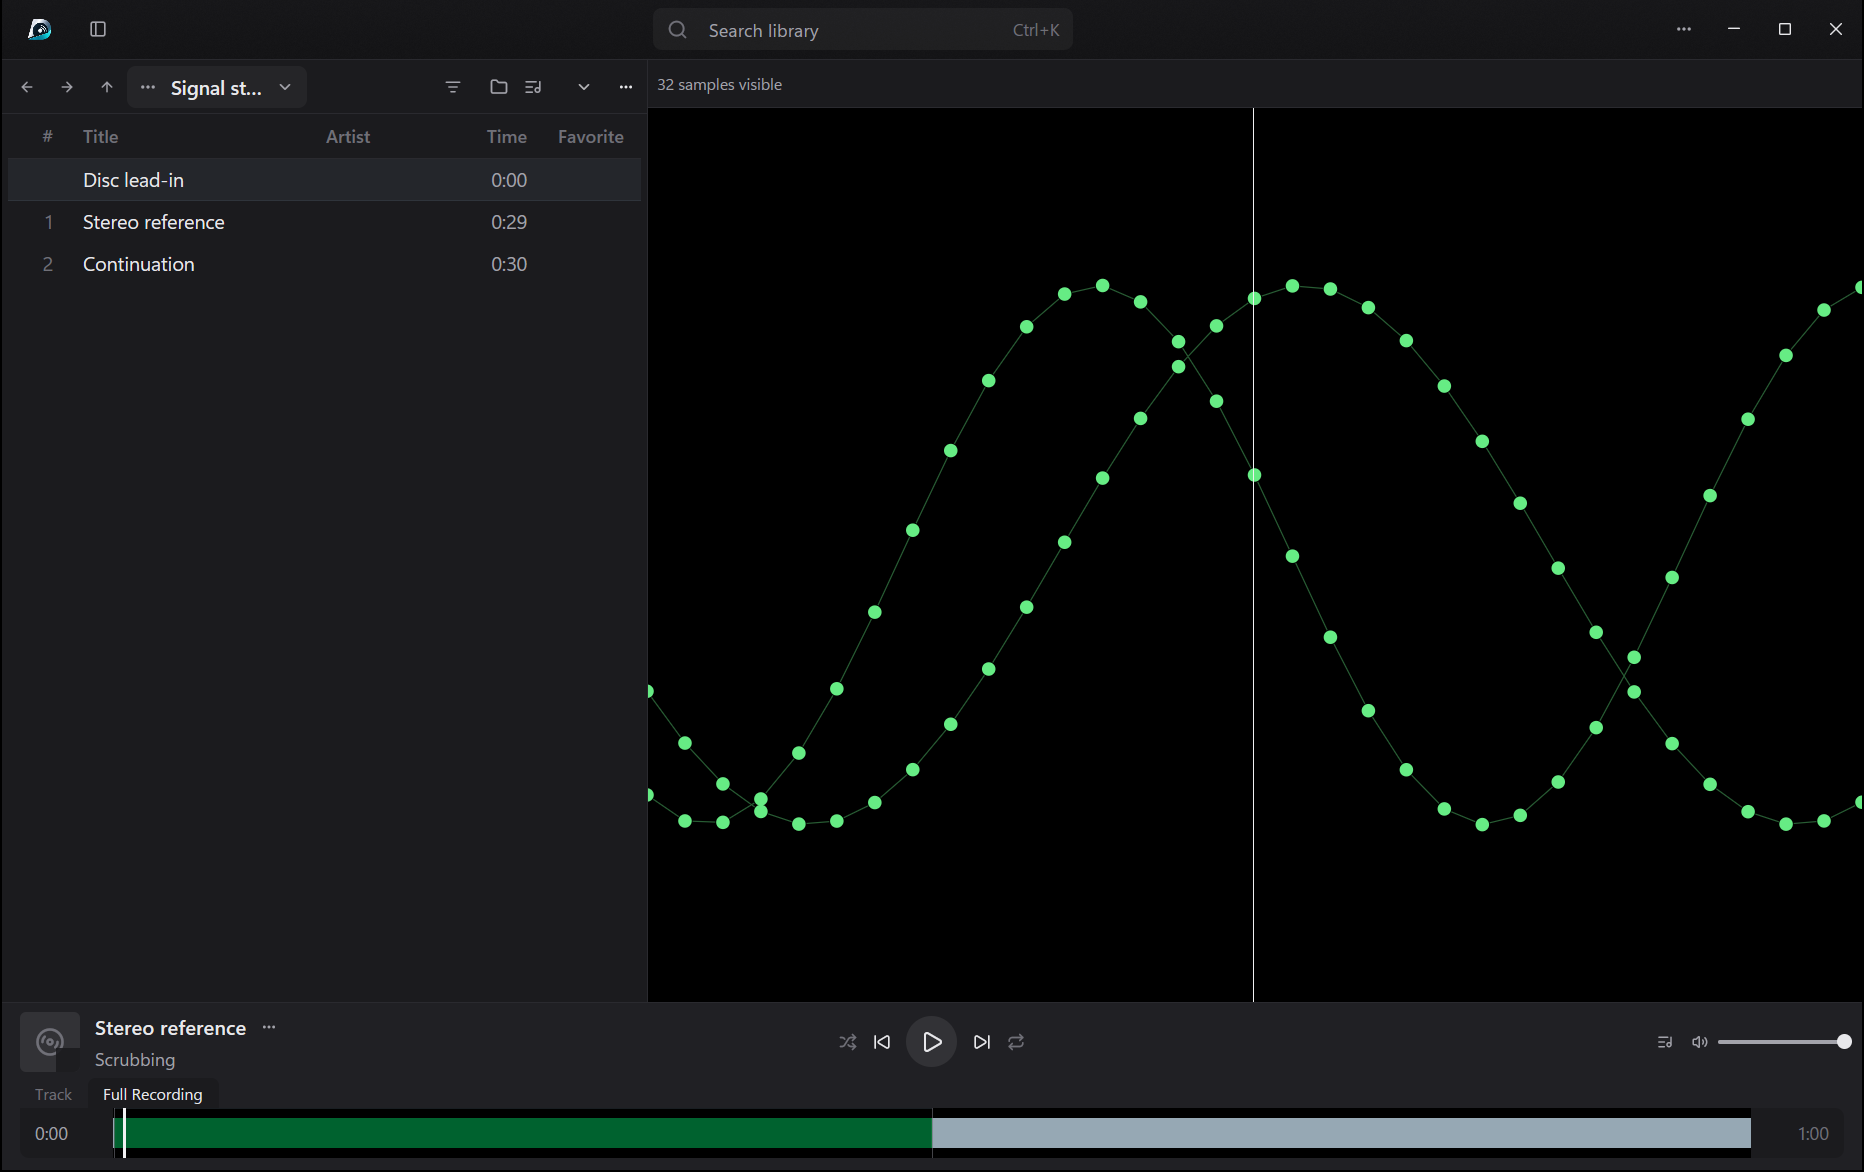 Search library Ctrl+K
Signal st...
32 samples visible
# Title Artist Time Favorite
Disc lead-in 0:00
1 Stereo reference 0:29
2 Continuation 0:30
Stereo reference
Scrubbing
Track Full Recording
0:00 1:00